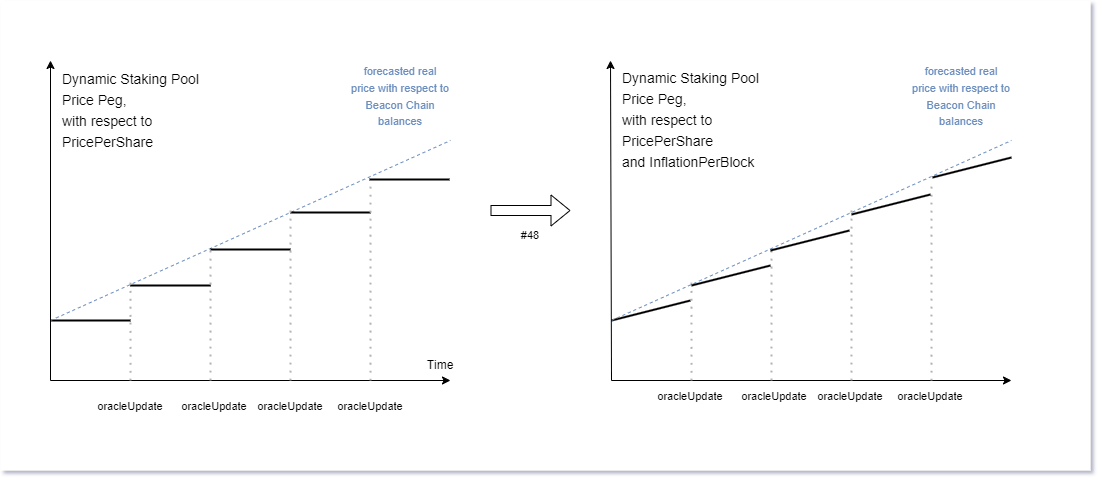 Dynamic Staking Pool
Price Peg,
with respect to
PricePerShare
forecasted real
price with respect to
Beacon Chain
balances
Time
oracleUpdate
oracleUpdate
oracleUpdate
oracleUpdate
#48
Dynamic Staking Pool
Price Peg,
with respect to
PricePerShare
and InflationPerBlock
forecasted real
price with respect to
Beacon Chain
balances
oracleUpdate
oracleUpdate
oracleUpdate
oracleUpdate